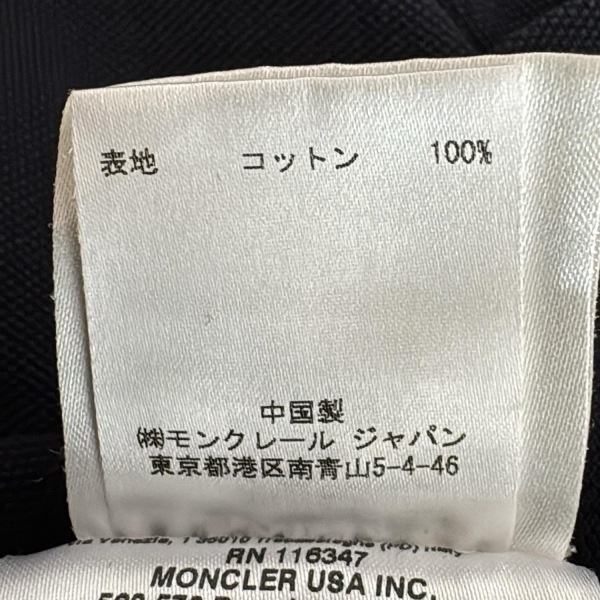 表地 コットン 100%
中国製
㈱モンクレール ジャパン
東京都港区南青山5-4-46
RN 116347
MONCLER USA INC.